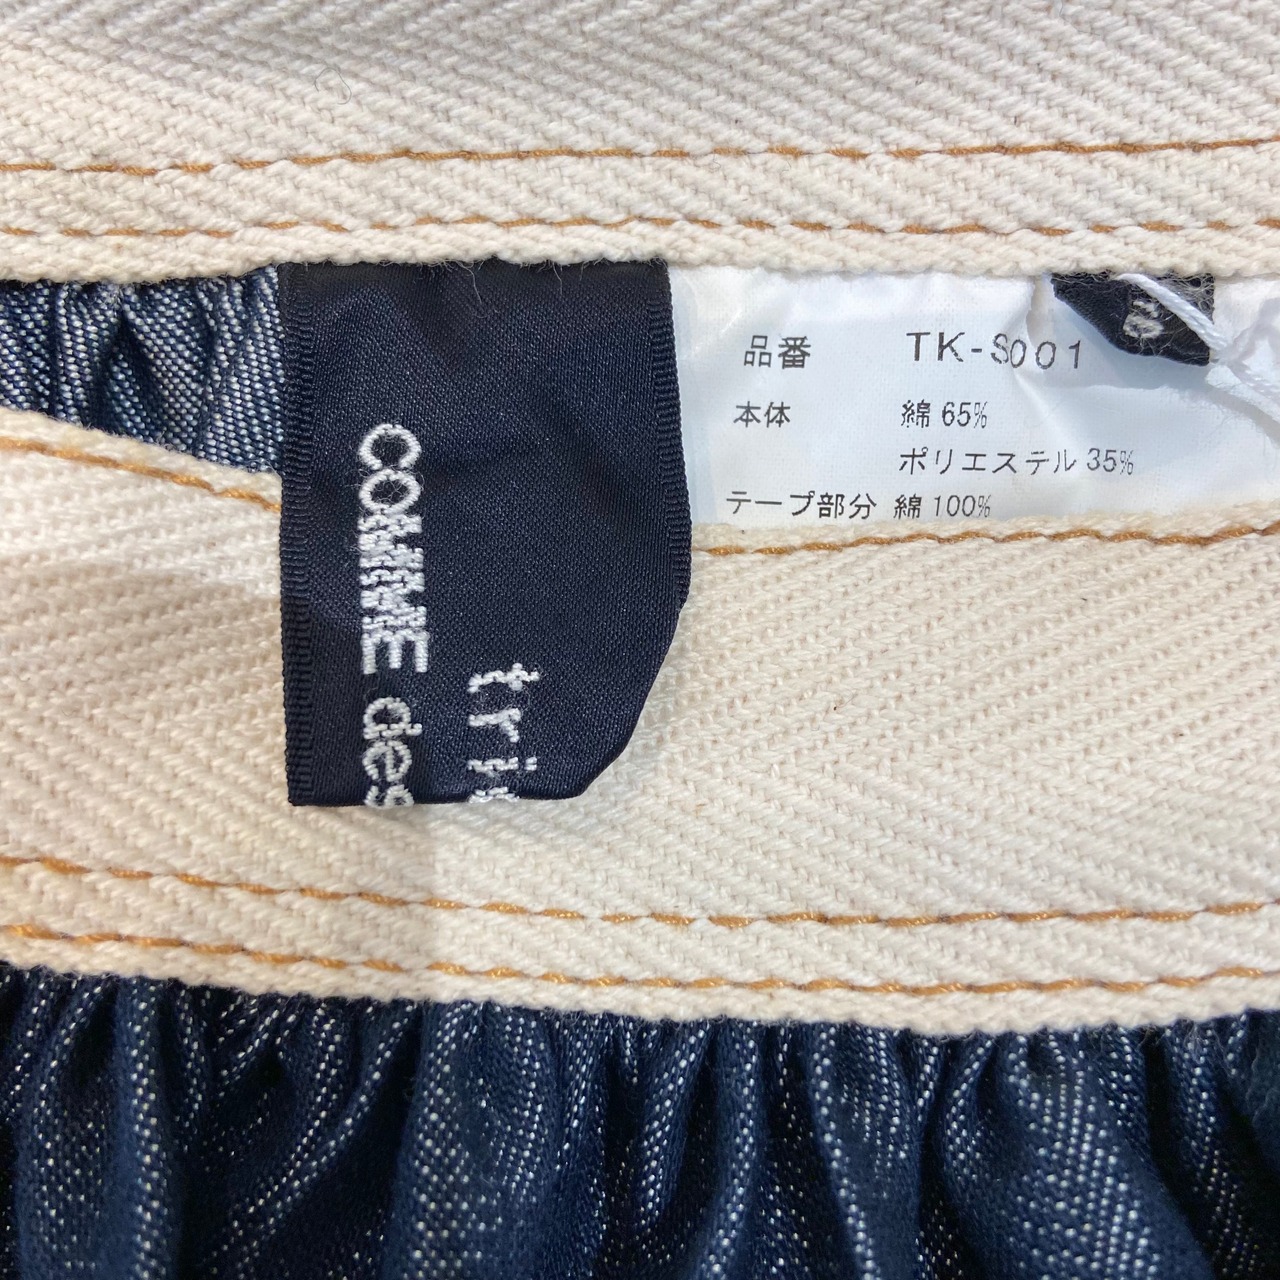 品番 TK-S001
本体 綿 65%
ポリエステル 35%
テープ部分 綿 100%
COMME des
tri